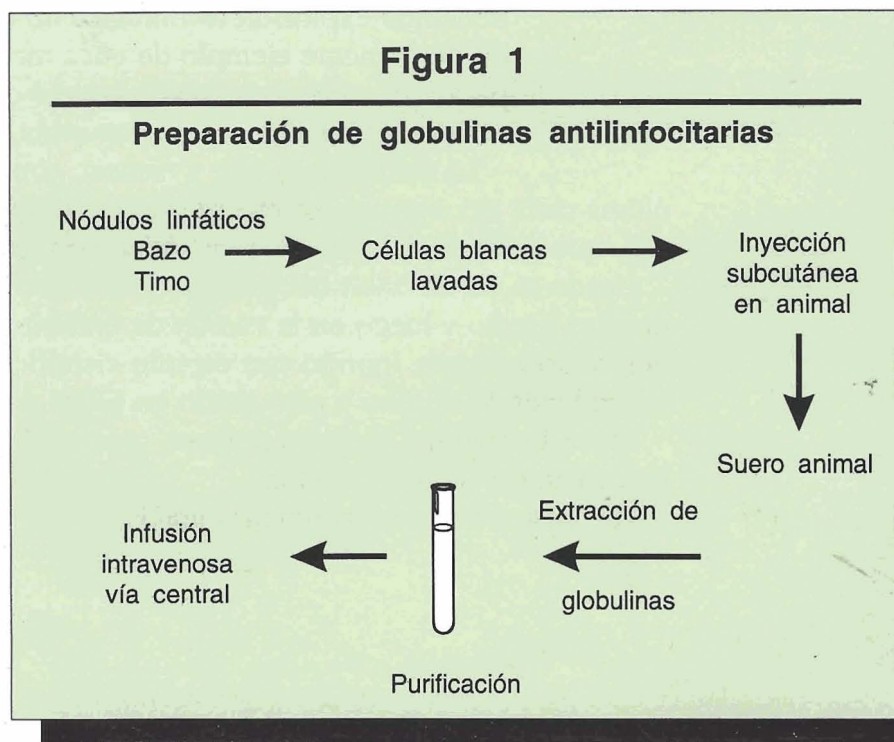 Figura 1
Preparación de globulinas antilinfocitarias
Nódulos linfáticos
Bazo
Timo
Células blancas
lavadas
Inyección
subcutánea
en animal
Suero animal
Extracción de
globulinas
Purificación
Infusión
intravenosa
vía central